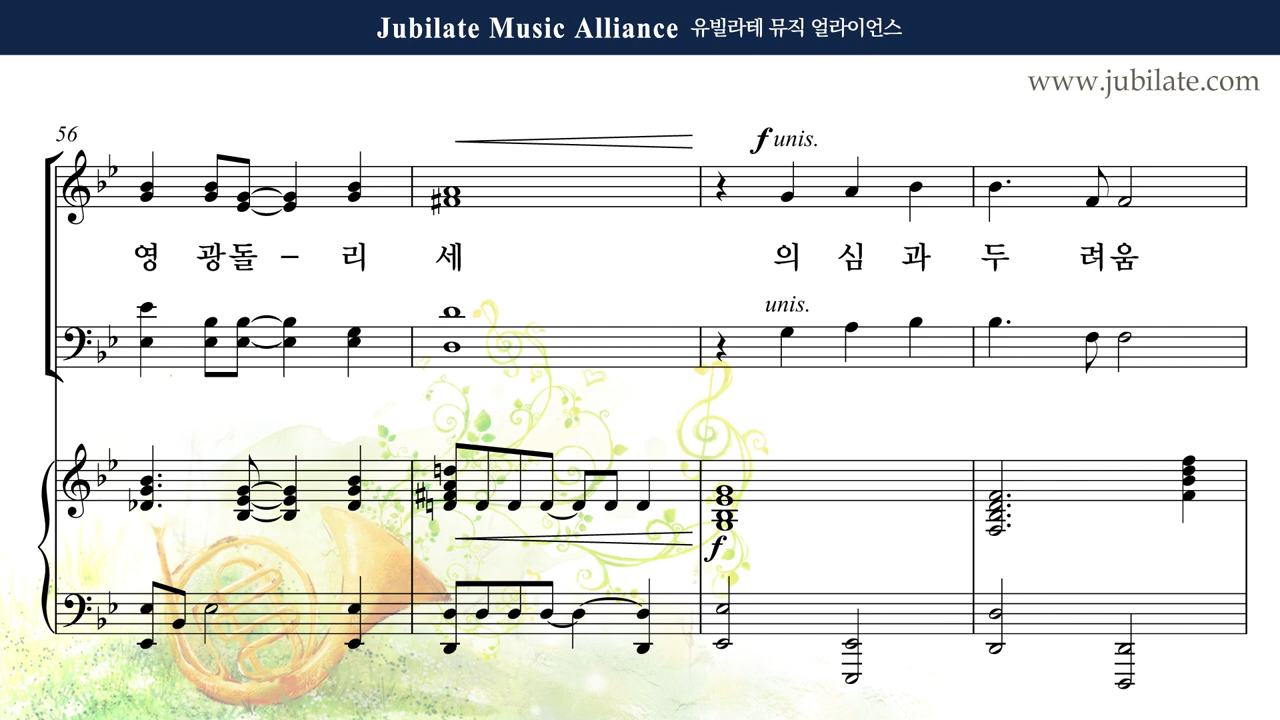 Jubilate Music Alliance 유빌라테 뮤직 얼라이언스
www.jubilate.com
56
f unis.
영 광돌 - 리 세 의 심 과 두 려움
unis.
f